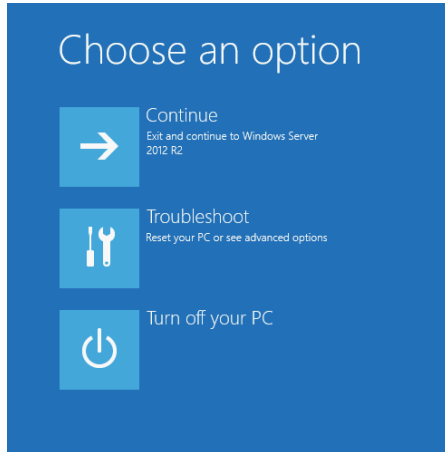 Choose an option
Continue
Exit and continue to Windows Server
2012 R2
Troubleshoot
Reset your PC or see advanced options
Turn off your PC